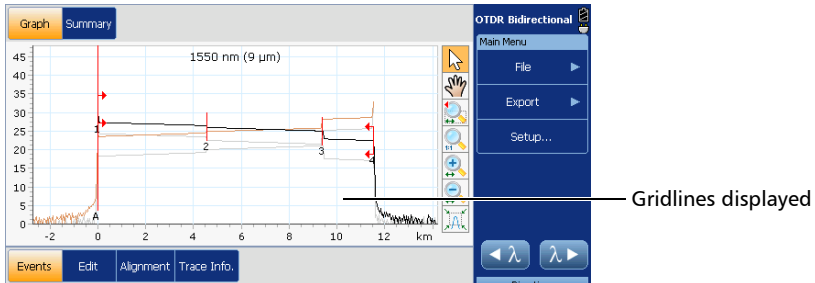 Graph Summary
OTDR Bidirectional
Main Menu
File
Export
Setup...
1550 nm (9 µm)
45
40
35
30
25
20
15
10
5
0
1
2
3
4
A
-2 0 2 4 6 8 10 12 km
1:1
Gridlines displayed
λ λ
Events Edit Alignment Trace Info.